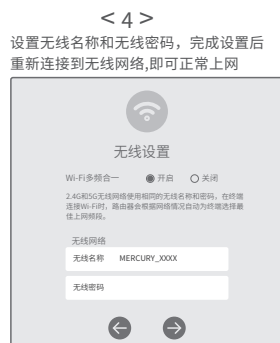 < 4 >
设置无线名称和无线密码，完成设置后
重新连接到无线网络,即可正常上网
无线设置
Wi-Fi多频合一 开启 关闭
2.4G和5G无线网络使用相同的无线名称和密码，在终端
连接Wi-Fi时，路由器会根据网络情况自动为终端选择最
佳上网频段。
无线网络
无线名称 MERCURY_XXXX
无线密码